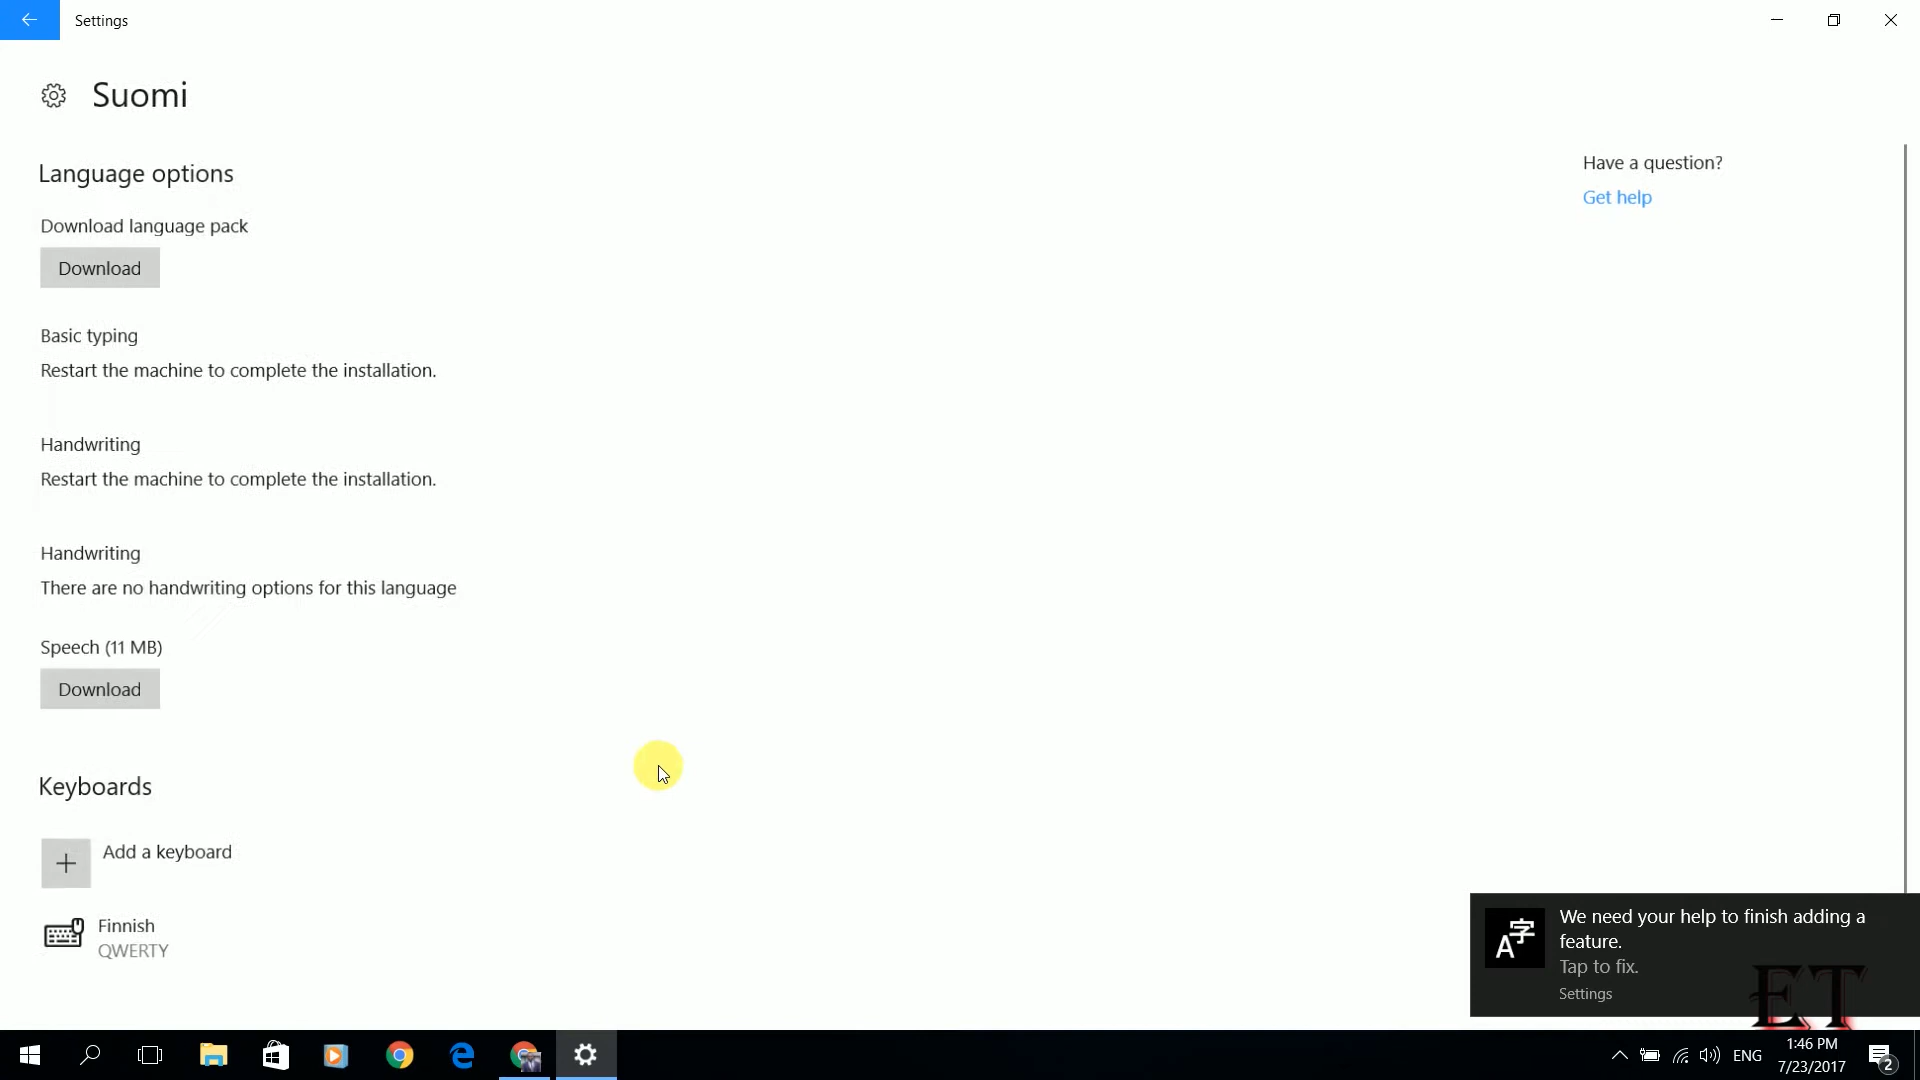 Settings
Suomi
Language options
Download language pack
Download
Basic typing
Restart the machine to complete the installation.
Handwriting
Restart the machine to complete the installation.
Handwriting
There are no handwriting options for this language
Speech (11 MB)
Download
Keyboards
Add a keyboard
Finnish
QWERTY
Have a question?
Get help
A字
We need your help to finish adding a
feature.
Tap to fix.
Settings
ET
ENG
1:46 PM
7/23/2017
2